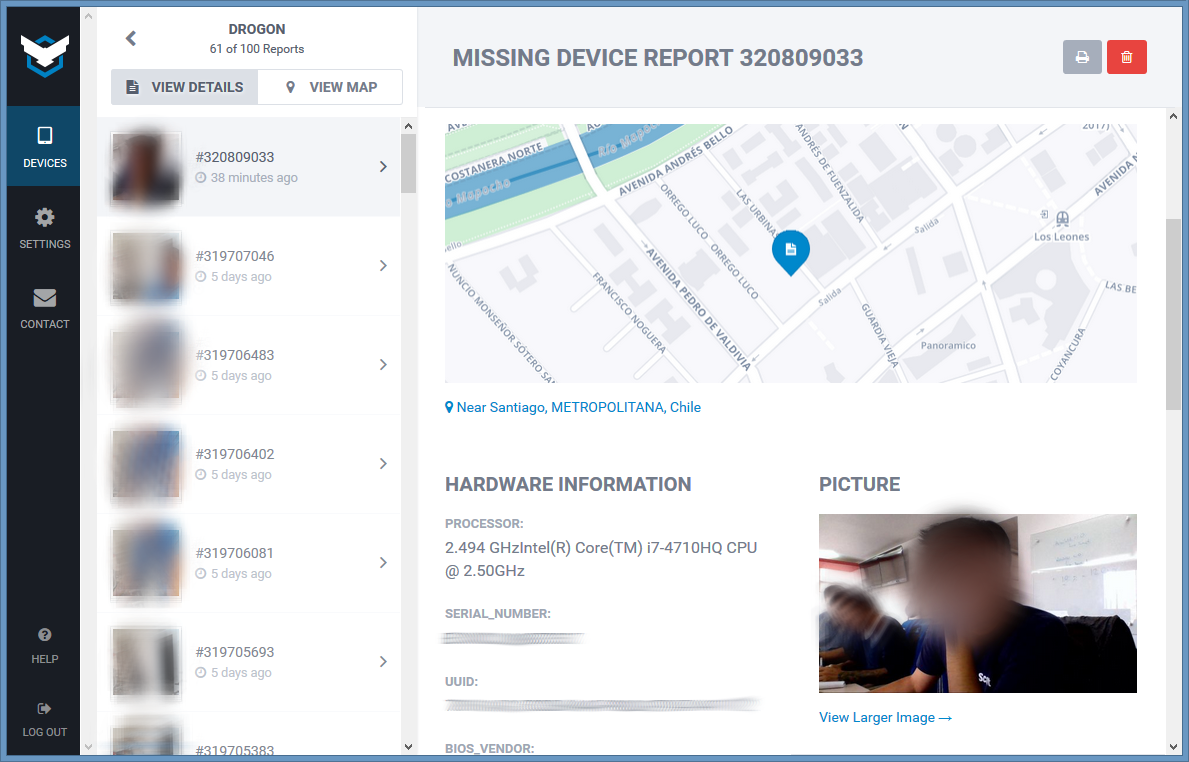 DEVICES
SETTINGS
CONTACT
HELP
LOG OUT
DROGON
61 of 100 Reports
VIEW DETAILS
VIEW MAP
#320809033
38 minutes ago
#319707046
5 days ago
#319706483
5 days ago
#319706402
5 days ago
#319706081
5 days ago
#319705693
5 days ago
#319705383
MISSING DEVICE REPORT 320809033
COSTANERA NORTE
Río Mapocho
Río Mapocho
AVENIDA ANDRÉS BELLO
ANDRÉS DE FUENZALIDA
2017)
AVENIDA
ORREGO LUCO
ORREGO LUCO
LAS URBINAS
Salida
Los Leones
NUNCIO MONSEÑOR SÓTERO SA
FRANCISCO NOGUERA
AVENIDA PEDRO DE VALDIVIA
Salida
GUARDIA VIEJA
Panoramico
COYANCURA
LAS BE
Near Santiago, METROPOLITANA, Chile
HARDWARE INFORMATION
PROCESSOR:
2.494 GHzIntel(R) Core(TM) i7-4710HQ CPU
@ 2.50GHz
SERIAL_NUMBER:
UUID:
BIOS_VENDOR:
PICTURE
View Larger Image →